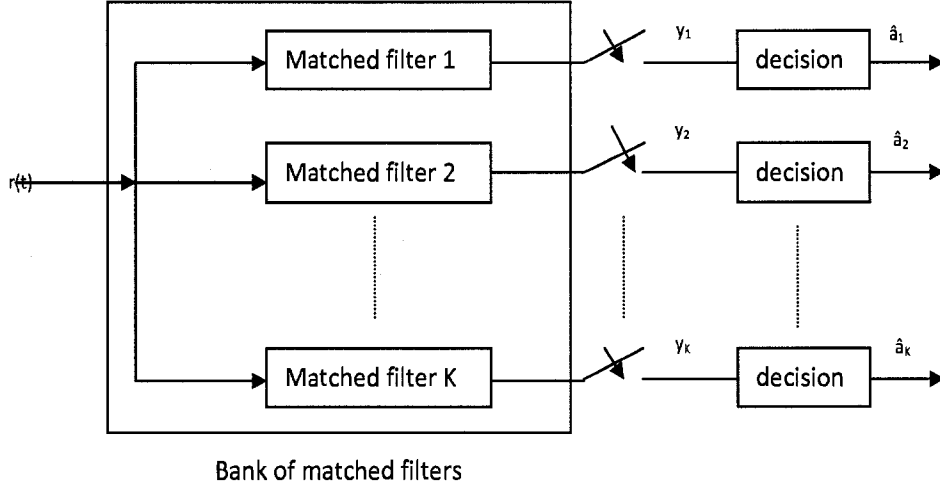 Matched filter 1
y₁
decision
â₁
r(t)
Matched filter 2
y₂
decision
â₂
Matched filter K
yₖ
decision
âₖ
Bank of matched filters